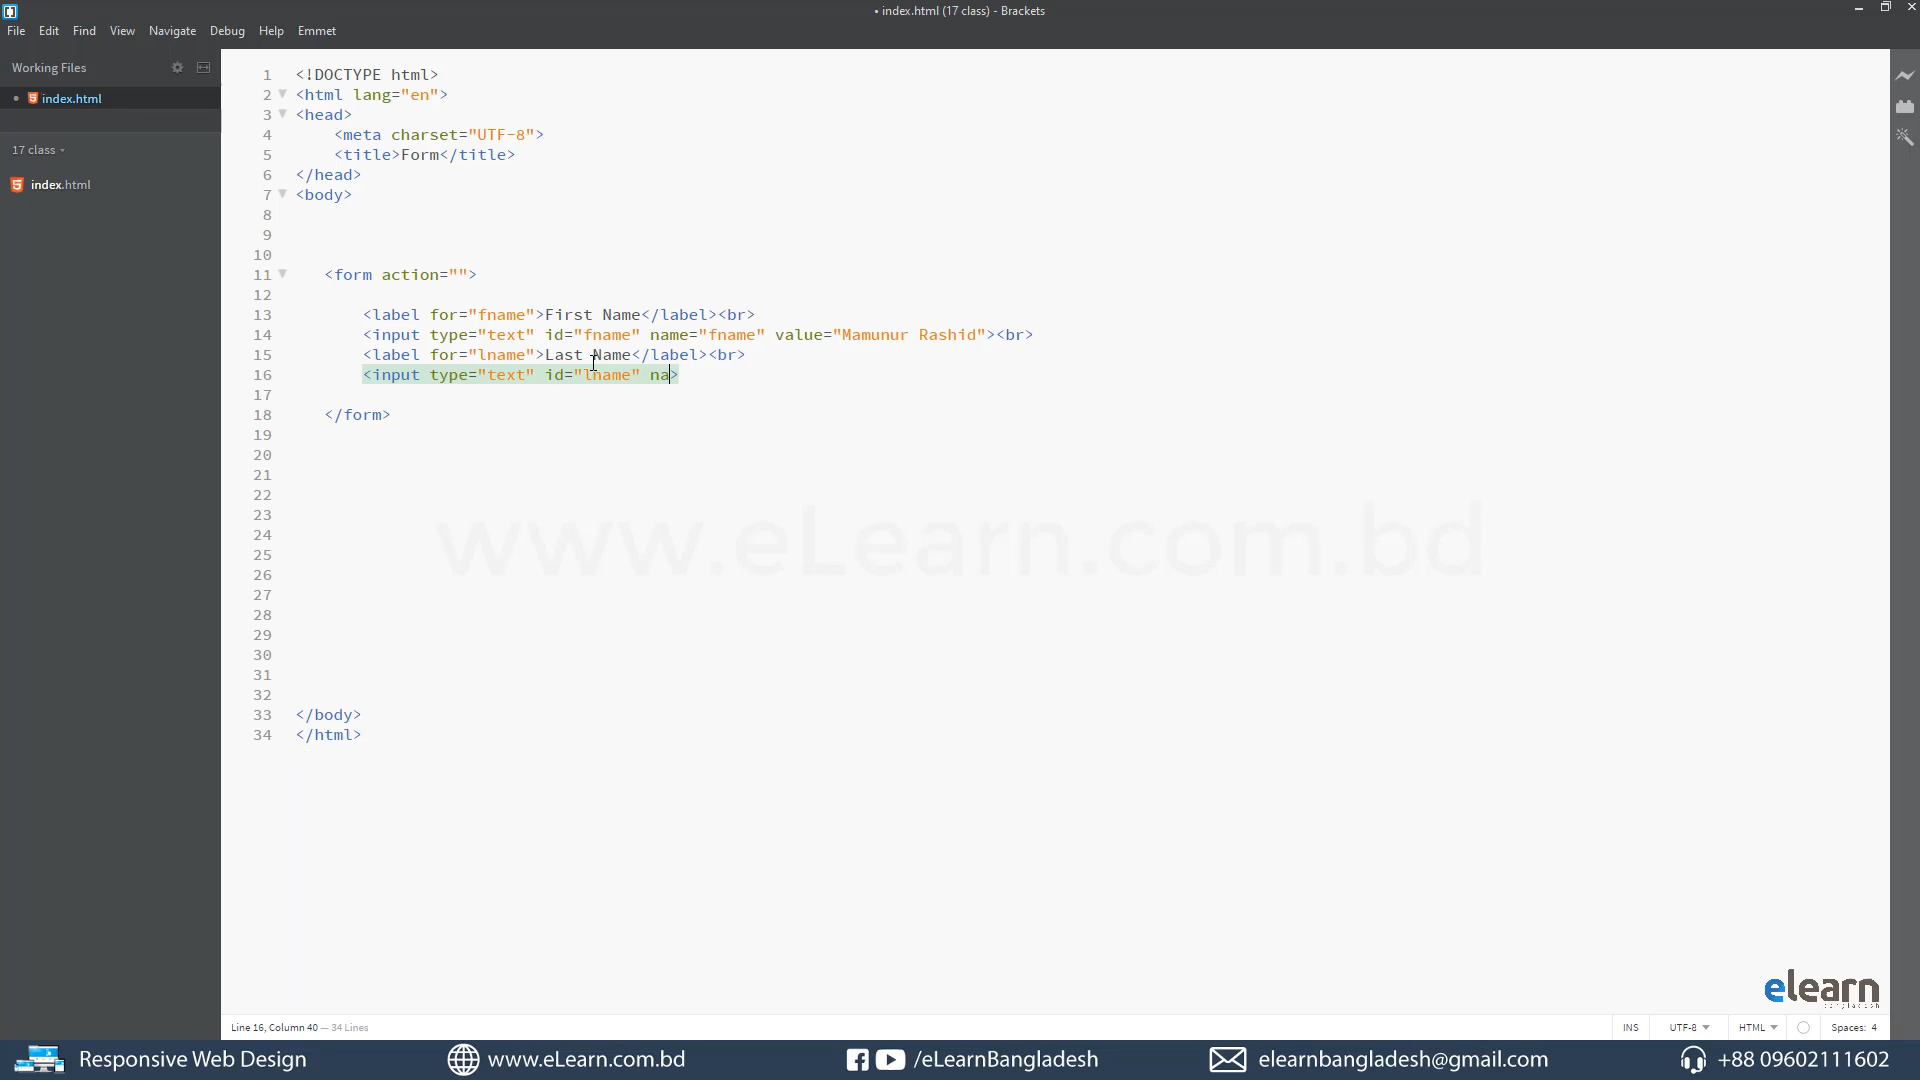 • index.html (17 class) - Brackets
File Edit Find View Navigate Debug Help Emmet
Working Files
• index.html
17 class
index.html
1 <!DOCTYPE html>
2 <html lang="en">
3 <head>
4 <meta charset="UTF-8">
5 <title>Form</title>
6 </head>
7 <body>
8
9
10
11 <form action="">
12
13 <label for="fname">First Name</label><br>
14 <input type="text" id="fname" name="fname" value="Mamunur Rashid"><br>
15 <label for="lname">Last Name</label><br>
16 <input type="text" id="lname" na>
17
18 </form>
19
20
21
22
23
24
25
26
27
28
29
30
31
32
33 </body>
34 </html>
www.eLearn.com.bd
elearn
Line 16, Column 40 — 34 Lines
INS UTF-8 HTML Spaces: 4
Responsive Web Design www.eLearn.com.bd /eLearnBangladesh elearnbangladesh@gmail.com +88 09602111602